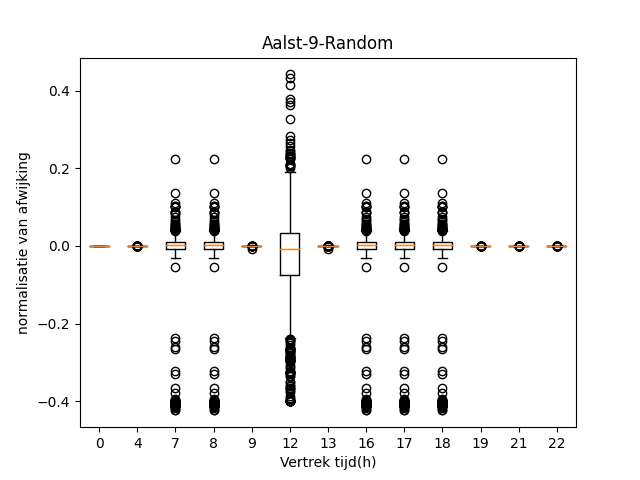 Aalst-9-Random
normalisatie van afwijking
0.4
0.2
0.0
−0.2
−0.4
0 4 7 8 9 12 13 16 17 18 19 21 22
Vertrek tijd(h)